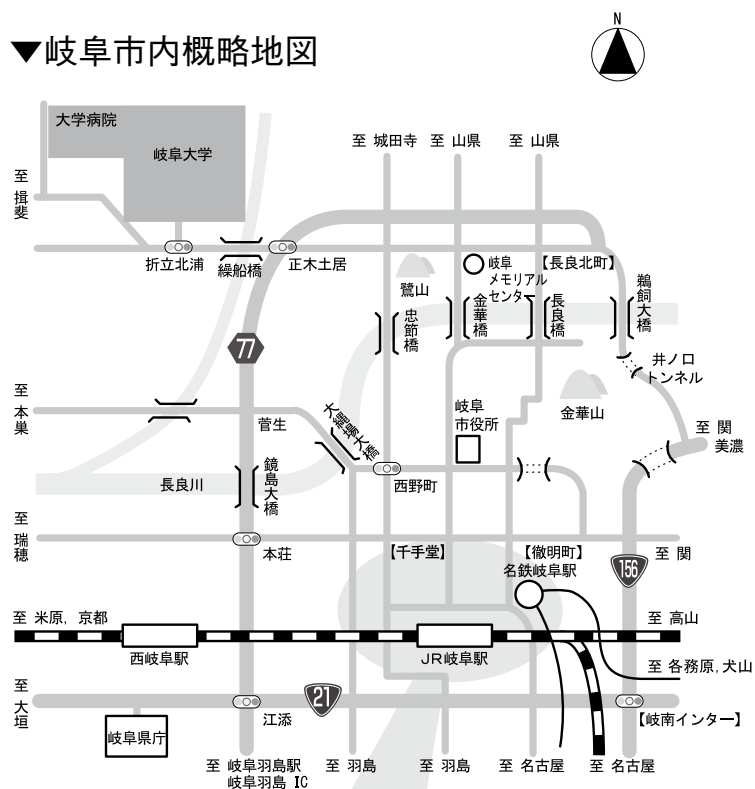 N
▼岐阜市内概略地図
大学病院
岐阜大学
至 城田寺
至 山県
至 山県
至 揖斐
折立北浦
繰船橋
正木土居
鷺山
岐阜
メモリアル
センター
【長良北町】
忠節橋
金華橋
長良橋
鵜飼大橋
77
井ノ口
トンネル
至 本巣
菅生
大縄場大橋
岐阜
市役所
金華山
至 関
美濃
長良川
鏡島大橋
西野町
至 瑞穂
本荘
【千手堂】
【徹明町】
名鉄岐阜駅
156
至 関
至 米原, 京都
至 高山
西岐阜駅
JR岐阜駅
至 各務原,犬山
至 大垣
江添
21
【岐南インター】
岐阜県庁
至 岐阜羽島駅
岐阜羽島 IC
至 羽島
至 羽島
至 名古屋
至 名古屋